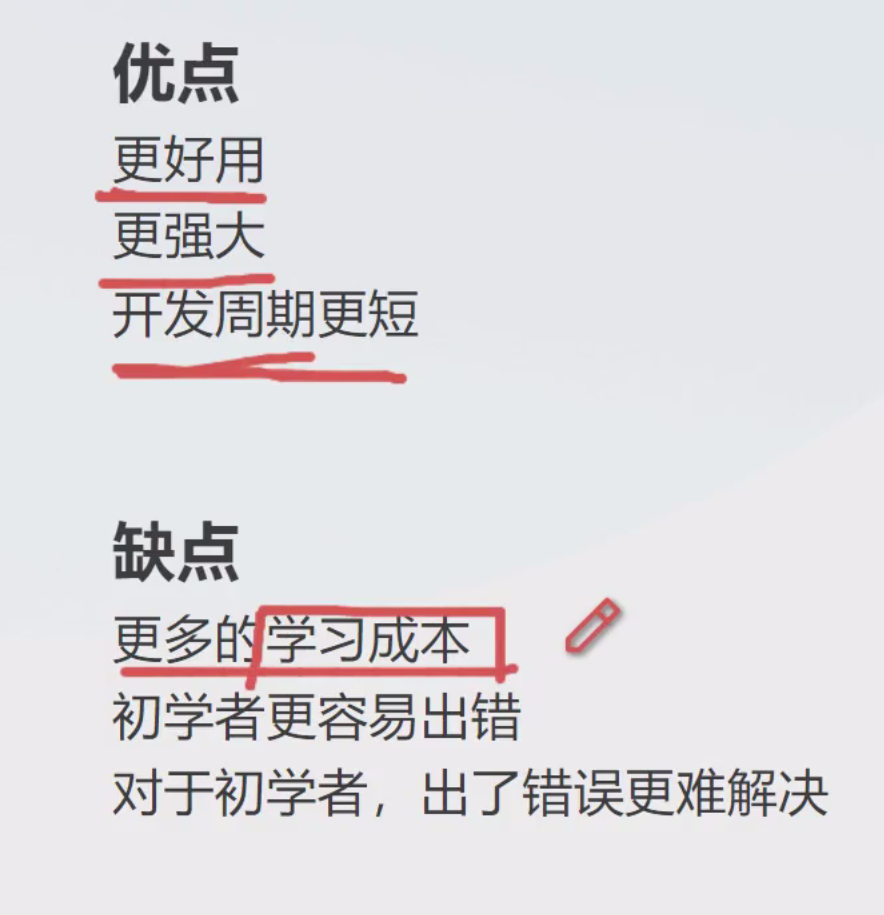 优点
更好用
更强大
开发周期更短
缺点
更多的学习成本
初学者更容易出错
对于初学者，出了错误更难解决